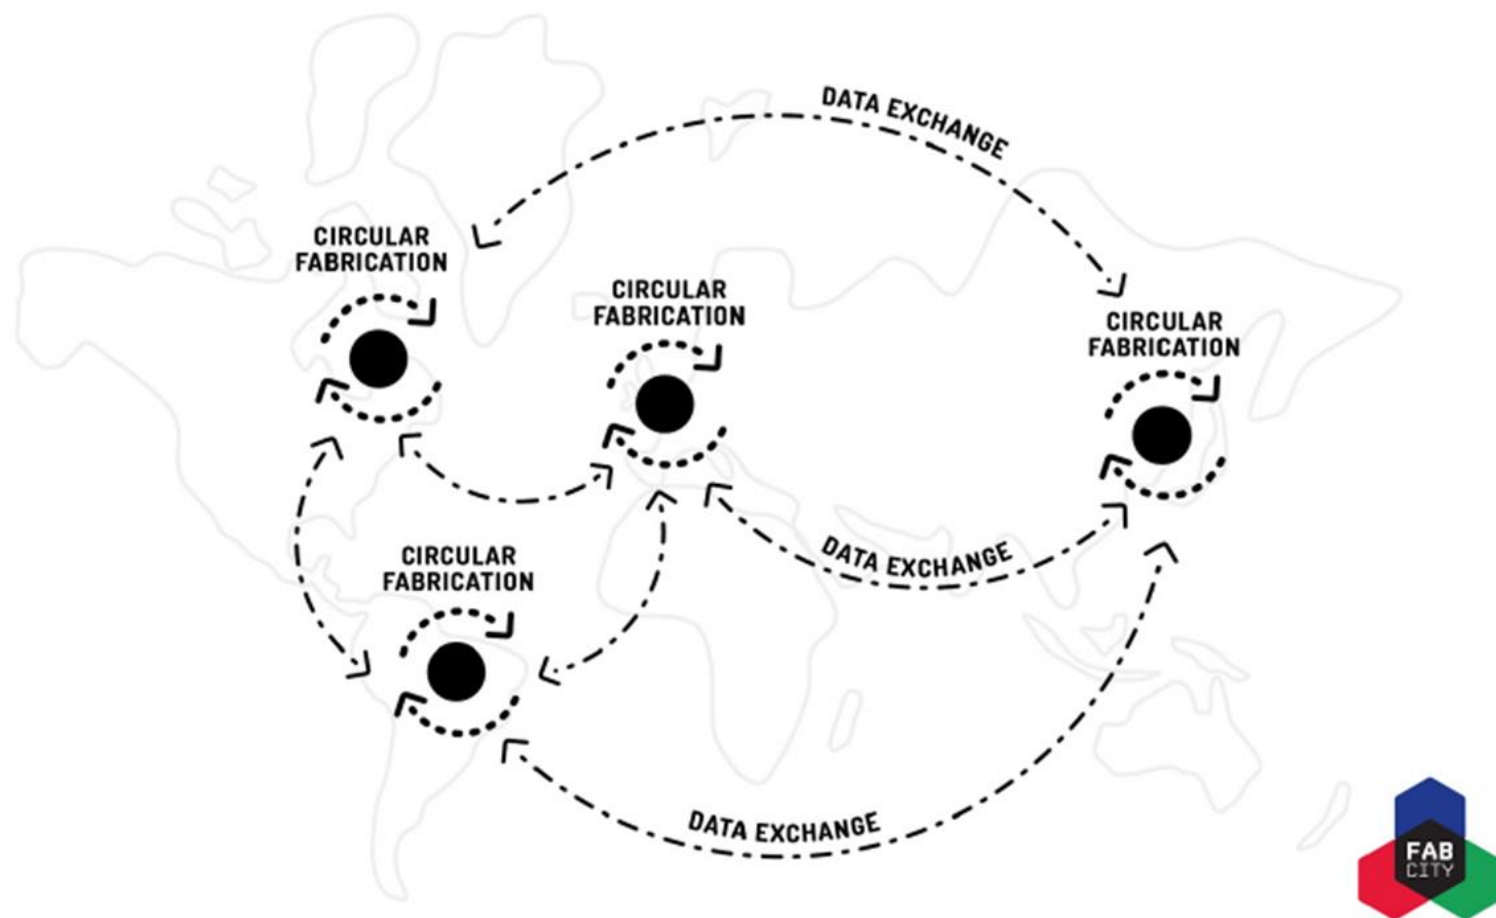 DATA EXCHANGE
CIRCULAR
FABRICATION
CIRCULAR
FABRICATION
CIRCULAR
FABRICATION
CIRCULAR
FABRICATION
DATA EXCHANGE
DATA EXCHANGE
FAB
CITY